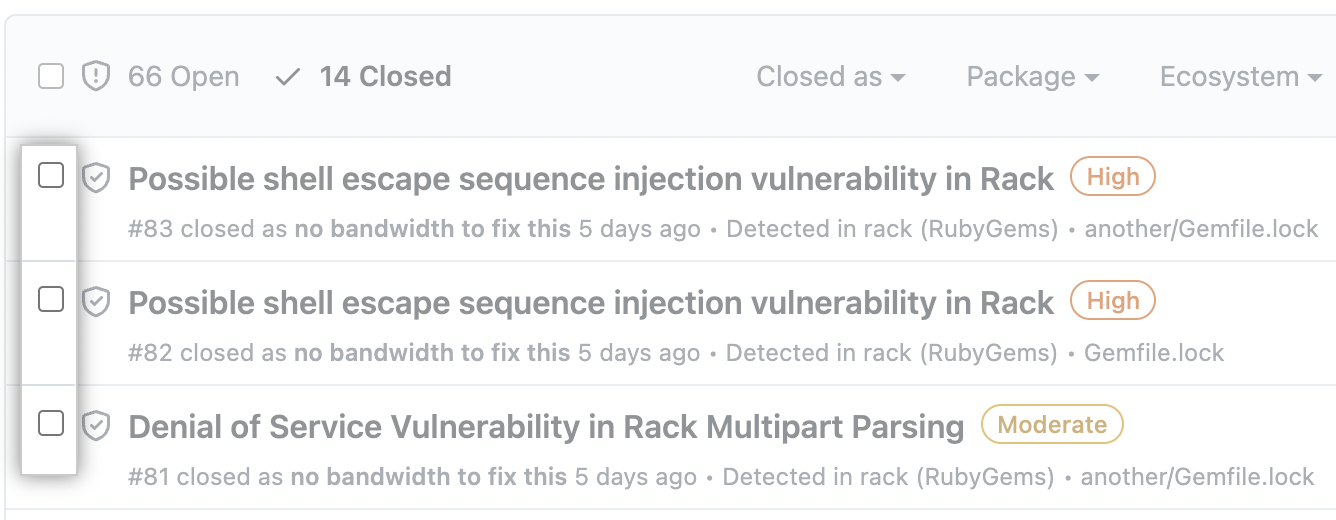 66 Open 14 Closed Closed as Package Ecosystem
Possible shell escape sequence injection vulnerability in Rack High
#83 closed as no bandwidth to fix this 5 days ago • Detected in rack (RubyGems) • another/Gemfile.lock
Possible shell escape sequence injection vulnerability in Rack High
#82 closed as no bandwidth to fix this 5 days ago • Detected in rack (RubyGems) • Gemfile.lock
Denial of Service Vulnerability in Rack Multipart Parsing Moderate
#81 closed as no bandwidth to fix this 5 days ago • Detected in rack (RubyGems) • another/Gemfile.lock